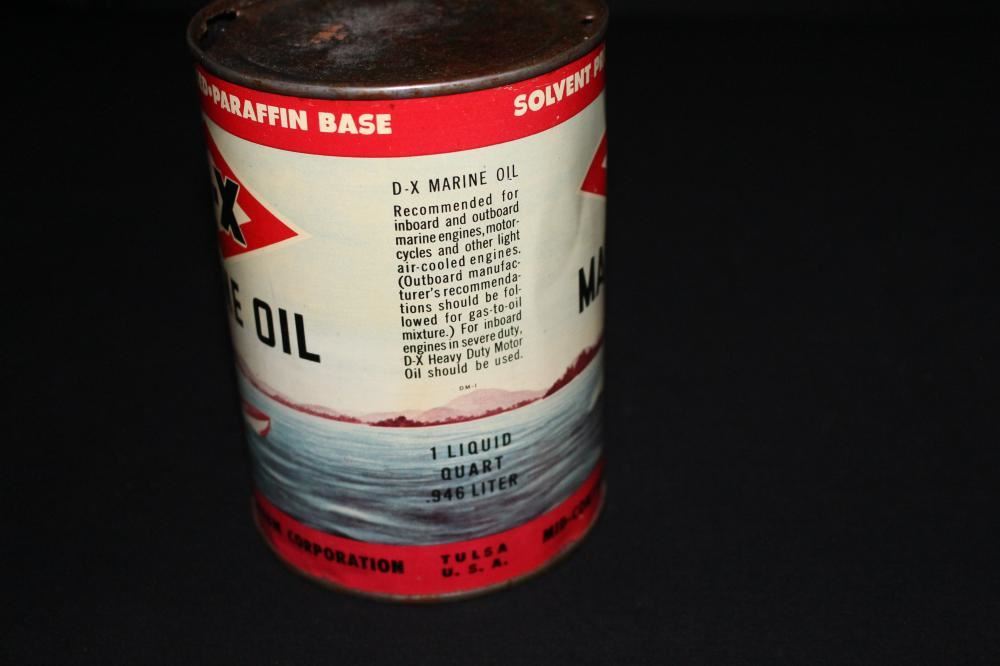 PARAFFIN BASE
SOLVENT
D-X MARINE OIL
Recommended for
inboard and outboard
marine engines, motor-
cycles and other light
air-cooled engines.
(Outboard manufac-
turer's recommenda-
tions should be fol-
lowed for gas-to-oil
mixture.) For inboard
engines in severe duty,
D-X Heavy Duty Motor
Oil should be used.
DM-1
X
E OIL
MA
1 LIQUID
QUART
.946 LITER
CORPORATION
TULSA
U. S. A.
MID-CON